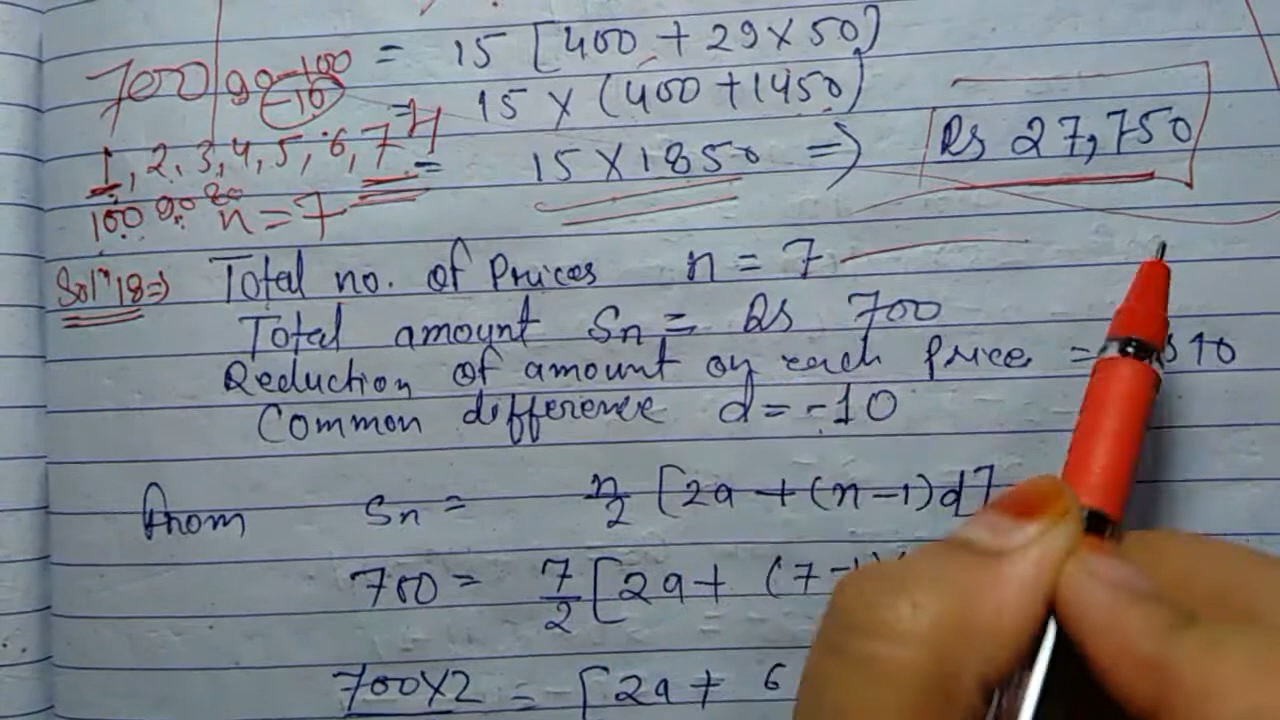 = 15 [400 + 29 × 50]
700 90 -100
-10
= 15 × (400 + 1450)
1, 2, 3, 4, 5, 6, 7
= 15 × 1850 => Rs 27,750
100 90 80 n = 7
Solⁿ 18=> Total no. of Prices n = 7
Total amount Sn = Rs 700
Reduction of amount on each Price = 10
Common difference d = -10
From Sn = n/2 [2a + (n-1)d]
700 = 7/2 [2a + (7-1)
700×2 = [2a + 6